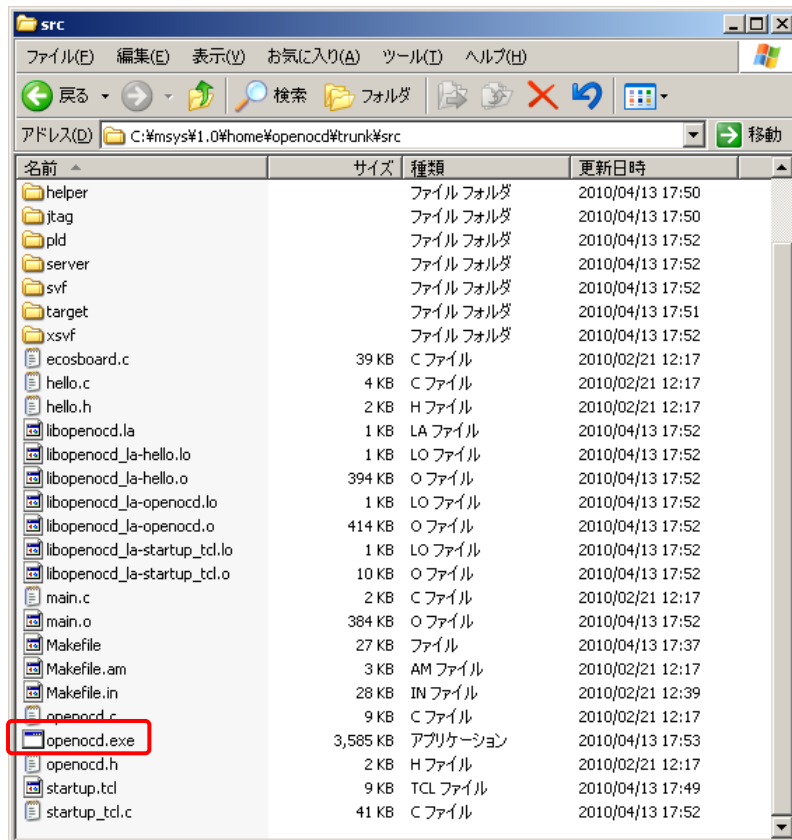 src
ファイル(F) 編集(E) 表示(V) お気に入り(A) ツール(T) ヘルプ(H)
戻る 検索 フォルダ
アドレス(D) C:¥msys¥1.0¥home¥openocd¥trunk¥src 移動
名前 サイズ 種類 更新日時
helper ファイル フォルダ 2010/04/13 17:50
jtag ファイル フォルダ 2010/04/13 17:50
pld ファイル フォルダ 2010/04/13 17:52
server ファイル フォルダ 2010/04/13 17:52
svf ファイル フォルダ 2010/04/13 17:52
target ファイル フォルダ 2010/04/13 17:51
xsvf ファイル フォルダ 2010/04/13 17:52
ecosboard.c 39 KB C ファイル 2010/02/21 12:17
hello.c 4 KB C ファイル 2010/02/21 12:17
hello.h 2 KB H ファイル 2010/02/21 12:17
libopenocd.la 1 KB LA ファイル 2010/04/13 17:52
libopenocd_la-hello.lo 1 KB LO ファイル 2010/04/13 17:52
libopenocd_la-hello.o 394 KB O ファイル 2010/04/13 17:52
libopenocd_la-openocd.lo 1 KB LO ファイル 2010/04/13 17:52
libopenocd_la-openocd.o 414 KB O ファイル 2010/04/13 17:52
libopenocd_la-startup_tcl.lo 1 KB LO ファイル 2010/04/13 17:52
libopenocd_la-startup_tcl.o 10 KB O ファイル 2010/04/13 17:52
main.c 2 KB C ファイル 2010/02/21 12:17
main.o 384 KB O ファイル 2010/04/13 17:52
Makefile 27 KB ファイル 2010/04/13 17:37
Makefile.am 3 KB AM ファイル 2010/02/21 12:17
Makefile.in 28 KB IN ファイル 2010/02/21 12:39
openocd.c 9 KB C ファイル 2010/02/21 12:17
openocd.exe 3,585 KB アプリケーション 2010/04/13 17:53
openocd.h 2 KB H ファイル 2010/02/21 12:17
startup.tcl 9 KB TCL ファイル 2010/04/13 17:49
startup_tcl.c 41 KB C ファイル 2010/04/13 17:52